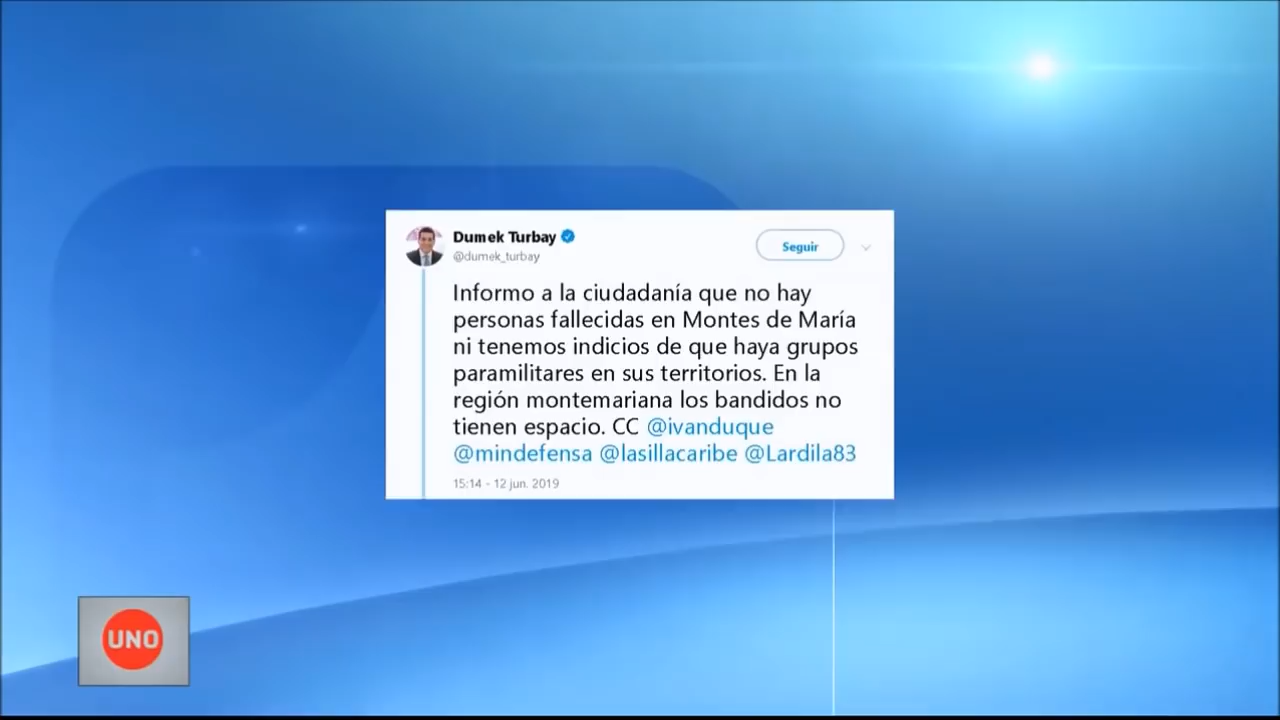 Dumek Turbay
@dumek_turbay
Seguir
Informo a la ciudadanía que no hay
personas fallecidas en Montes de María
ni tenemos indicios de que haya grupos
paramilitares en sus territorios. En la
región montemariana los bandidos no
tienen espacio. CC @ivanduque
@mindefensa @lasillacaribe @Lardila83
15:14 - 12 jun. 2019
UNO